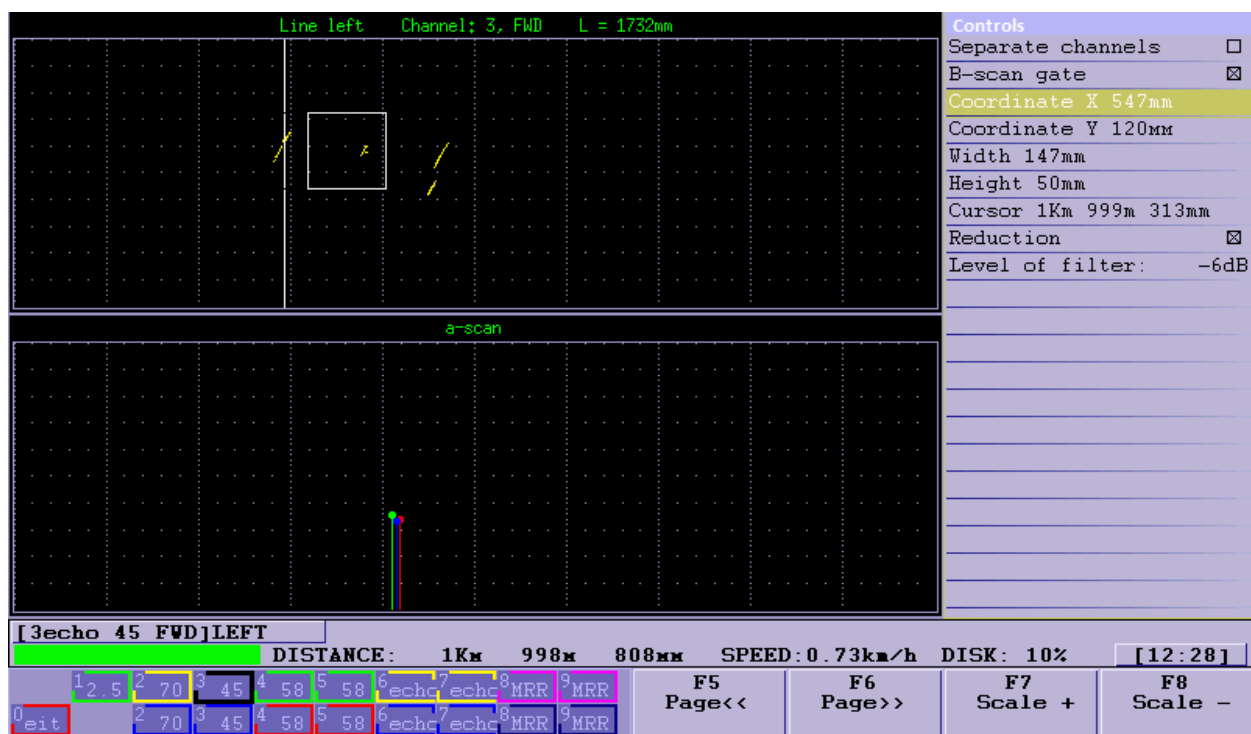 Line left Channel: 3, FWD L = 1732mm
Controls
Separate channels
B-scan gate
Coordinate X 547mm
Coordinate Y 120мм
Width 147mm
Height 50mm
Cursor 1Km 999m 313mm
Reduction
Level of filter: -6dB
a-scan
[3echo 45 FWD]LEFT
DISTANCE: 1Км 998м 808мм SPEED:0.73km/h DISK: 10% [12:28]
1 2.5 2 70 3 45 4 58 5 58 6 echo 7 echo 8 MRR 9 MRR
0 eit 2 70 3 45 4 58 5 58 6 echo 7 echo 8 MRR 9 MRR
F5
Page<<
F6
Page>>
F7
Scale +
F8
Scale -